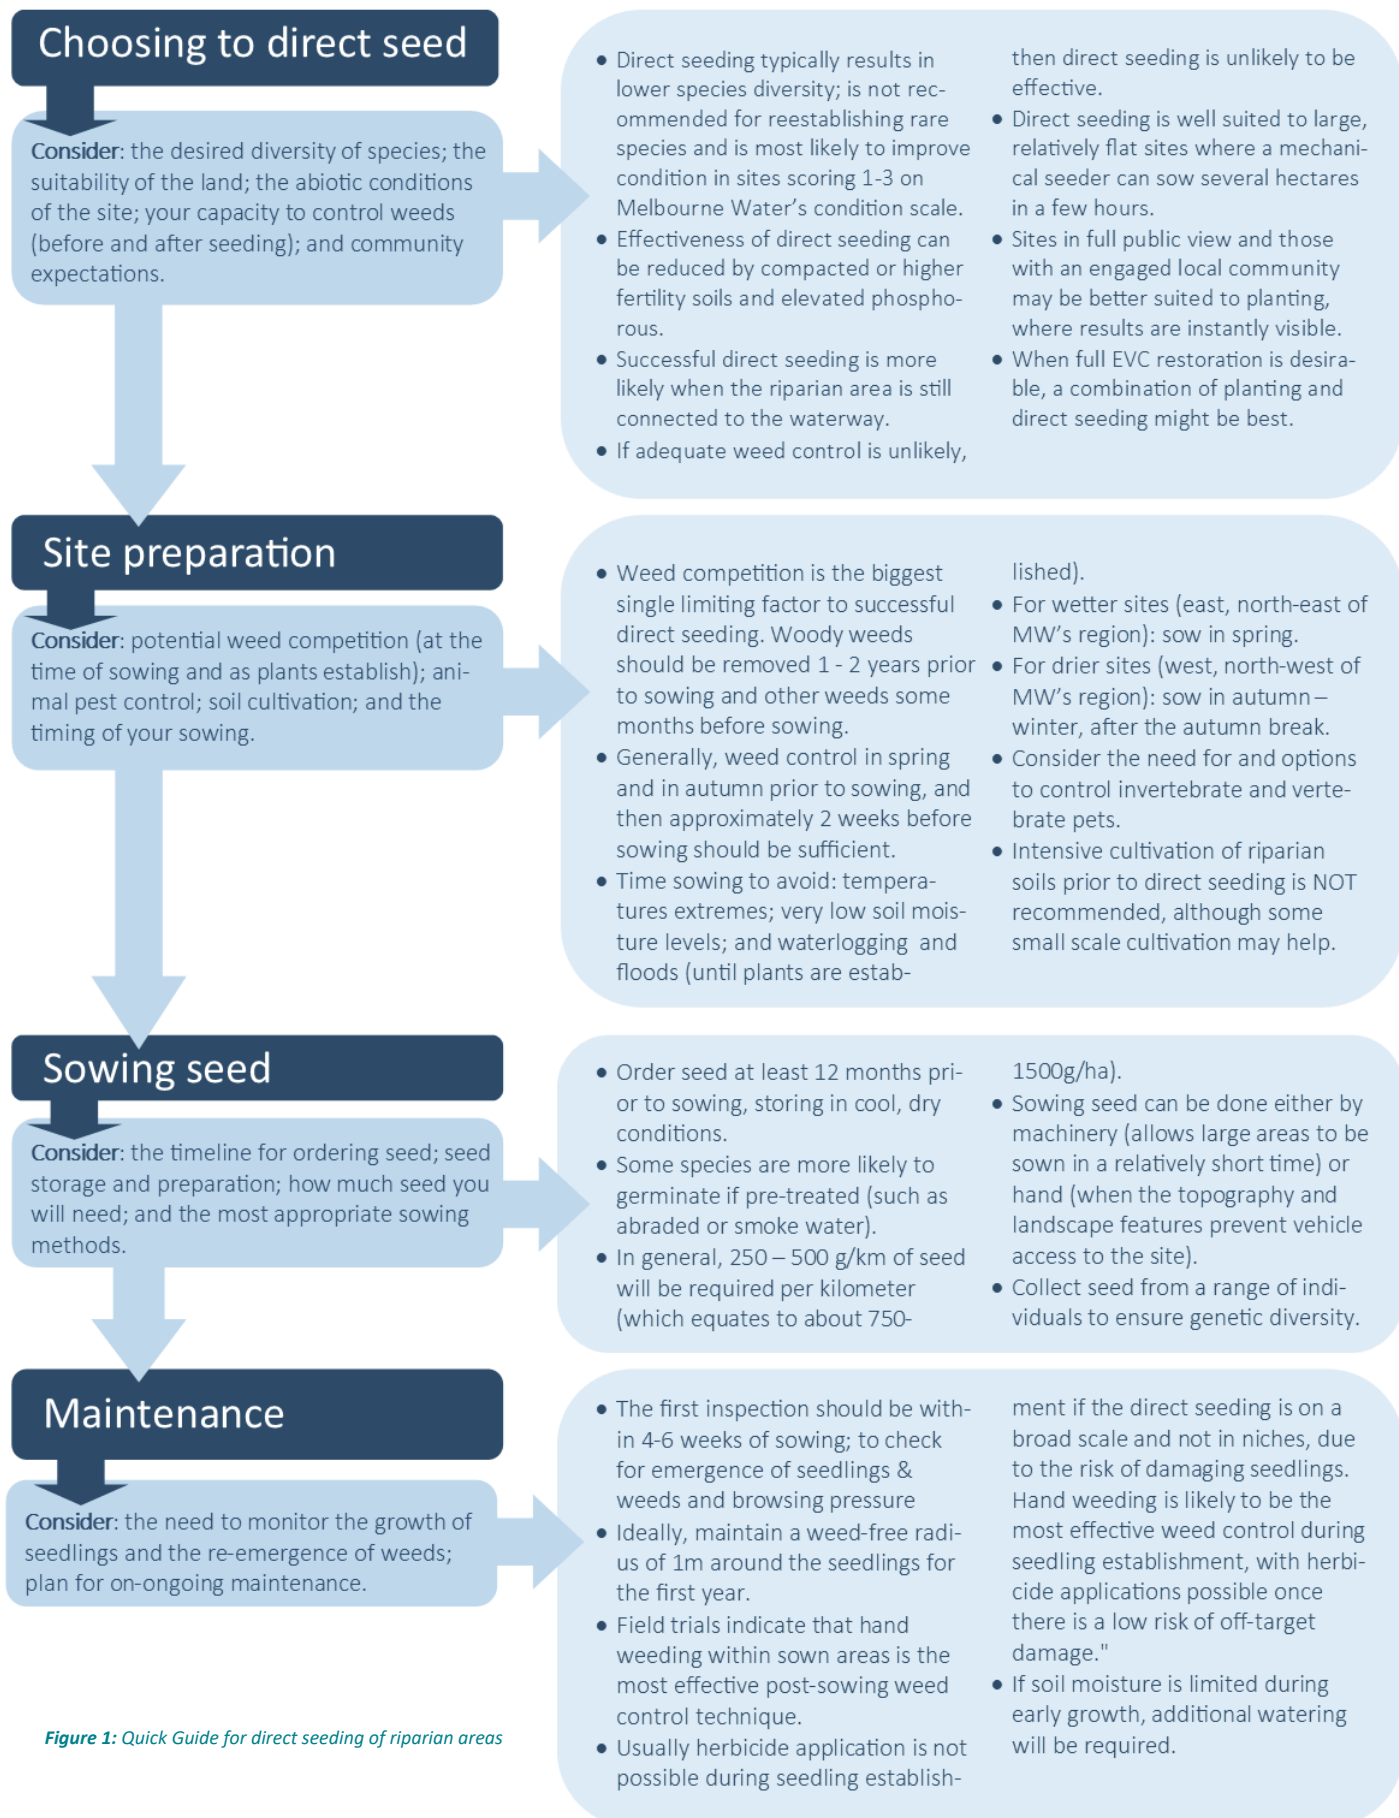 Choosing to direct seed
Consider: the desired diversity of species; the
suitability of the land; the abiotic conditions
of the site; your capacity to control weeds
(before and after seeding); and community
expectations.
• Direct seeding typically results in
lower species diversity; is not rec-
ommended for reestablishing rare
species and is most likely to improve
condition in sites scoring 1-3 on
Melbourne Water's condition scale.
• Effectiveness of direct seeding can
be reduced by compacted or higher
fertility soils and elevated phospho-
rous.
• Successful direct seeding is more
likely when the riparian area is still
connected to the waterway.
• If adequate weed control is unlikely,
then direct seeding is unlikely to be
effective.
• Direct seeding is well suited to large,
relatively flat sites where a mechani-
cal seeder can sow several hectares
in a few hours.
• Sites in full public view and those
with an engaged local community
may be better suited to planting,
where results are instantly visible.
• When full EVC restoration is desira-
ble, a combination of planting and
direct seeding might be best.
Site preparation
Consider: potential weed competition (at the
time of sowing and as plants establish); ani-
mal pest control; soil cultivation; and the
timing of your sowing.
• Weed competition is the biggest
single limiting factor to successful
direct seeding. Woody weeds
should be removed 1 - 2 years prior
to sowing and other weeds some
months before sowing.
• Generally, weed control in spring
and in autumn prior to sowing, and
then approximately 2 weeks before
sowing should be sufficient.
• Time sowing to avoid: tempera-
tures extremes; very low soil mois-
ture levels; and waterlogging and
floods (until plants are estab-
lished).
• For wetter sites (east, north-east of
MW's region): sow in spring.
• For drier sites (west, north-west of
MW's region): sow in autumn –
winter, after the autumn break.
• Consider the need for and options
to control invertebrate and verte-
brate pets.
• Intensive cultivation of riparian
soils prior to direct seeding is NOT
recommended, although some
small scale cultivation may help.
Sowing seed
Consider: the timeline for ordering seed; seed
storage and preparation; how much seed you
will need; and the most appropriate sowing
methods.
• Order seed at least 12 months pri-
or to sowing, storing in cool, dry
conditions.
• Some species are more likely to
germinate if pre-treated (such as
abraded or smoke water).
• In general, 250 – 500 g/km of seed
will be required per kilometer
(which equates to about 750-
1500g/ha).
• Sowing seed can be done either by
machinery (allows large areas to be
sown in a relatively short time) or
hand (when the topography and
landscape features prevent vehicle
access to the site).
• Collect seed from a range of indi-
viduals to ensure genetic diversity.
Maintenance
Consider: the need to monitor the growth of
seedlings and the re-emergence of weeds;
plan for on-ongoing maintenance.
• The first inspection should be with-
in 4-6 weeks of sowing; to check
for emergence of seedlings &
weeds and browsing pressure
• Ideally, maintain a weed-free radi-
us of 1m around the seedlings for
the first year.
• Field trials indicate that hand
weeding within sown areas is the
most effective post-sowing weed
control technique.
• Usually herbicide application is not
possible during seedling establish-
ment if the direct seeding is on a
broad scale and not in niches, due
to the risk of damaging seedlings.
Hand weeding is likely to be the
most effective weed control during
seedling establishment, with herbi-
cide applications possible once
there is a low risk of off-target
damage."
• If soil moisture is limited during
early growth, additional watering
will be required.
Figure 1: Quick Guide for direct seeding of riparian areas